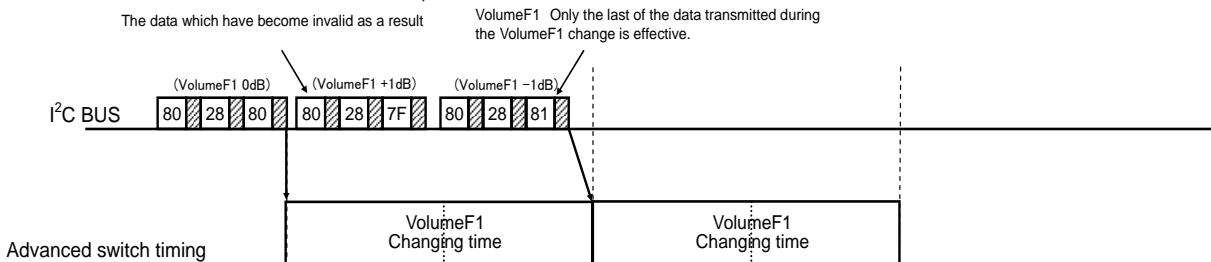 The data which have become invalid as a result
VolumeF1 Only the last of the data transmitted during
the VolumeF1 change is effective.
(VolumeF1 0dB) (VolumeF1 +1dB) (VolumeF1 −1dB)
I2C BUS 80 28 80 80 28 7F 80 28 81
VolumeF1
Changing time
VolumeF1
Changing time
Advanced switch timing